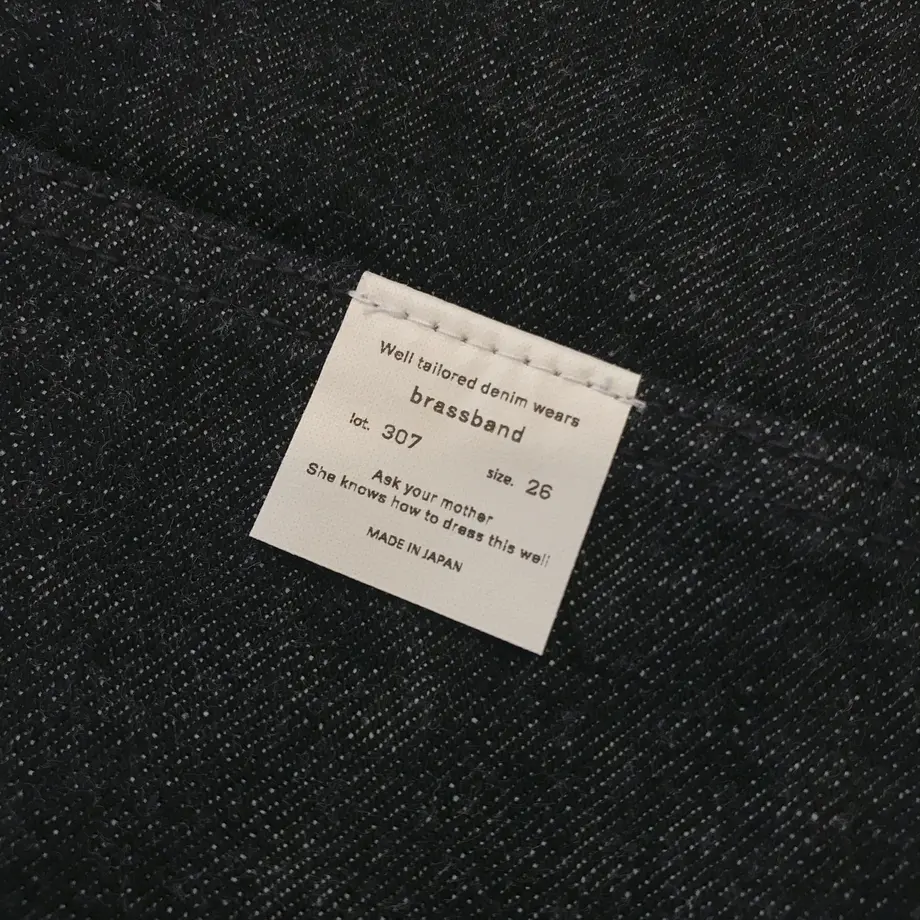 Well tailored denim wears
brassband
lot. 307 size. 26
Ask your mother
She knows how to dress this well
MADE IN JAPAN